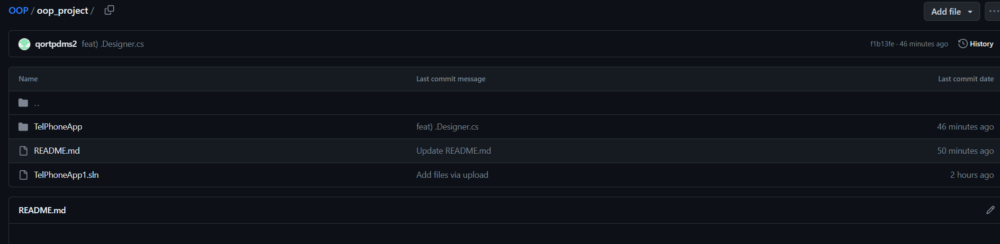 OOP / oop_project /
Add file
qortpdms2 feat) .Designer.cs f1b13fe · 46 minutes ago History
Name Last commit message Last commit date
..
TelPhoneApp feat) .Designer.cs 46 minutes ago
README.md Update README.md 50 minutes ago
TelPhoneApp1.sln Add files via upload 2 hours ago
README.md